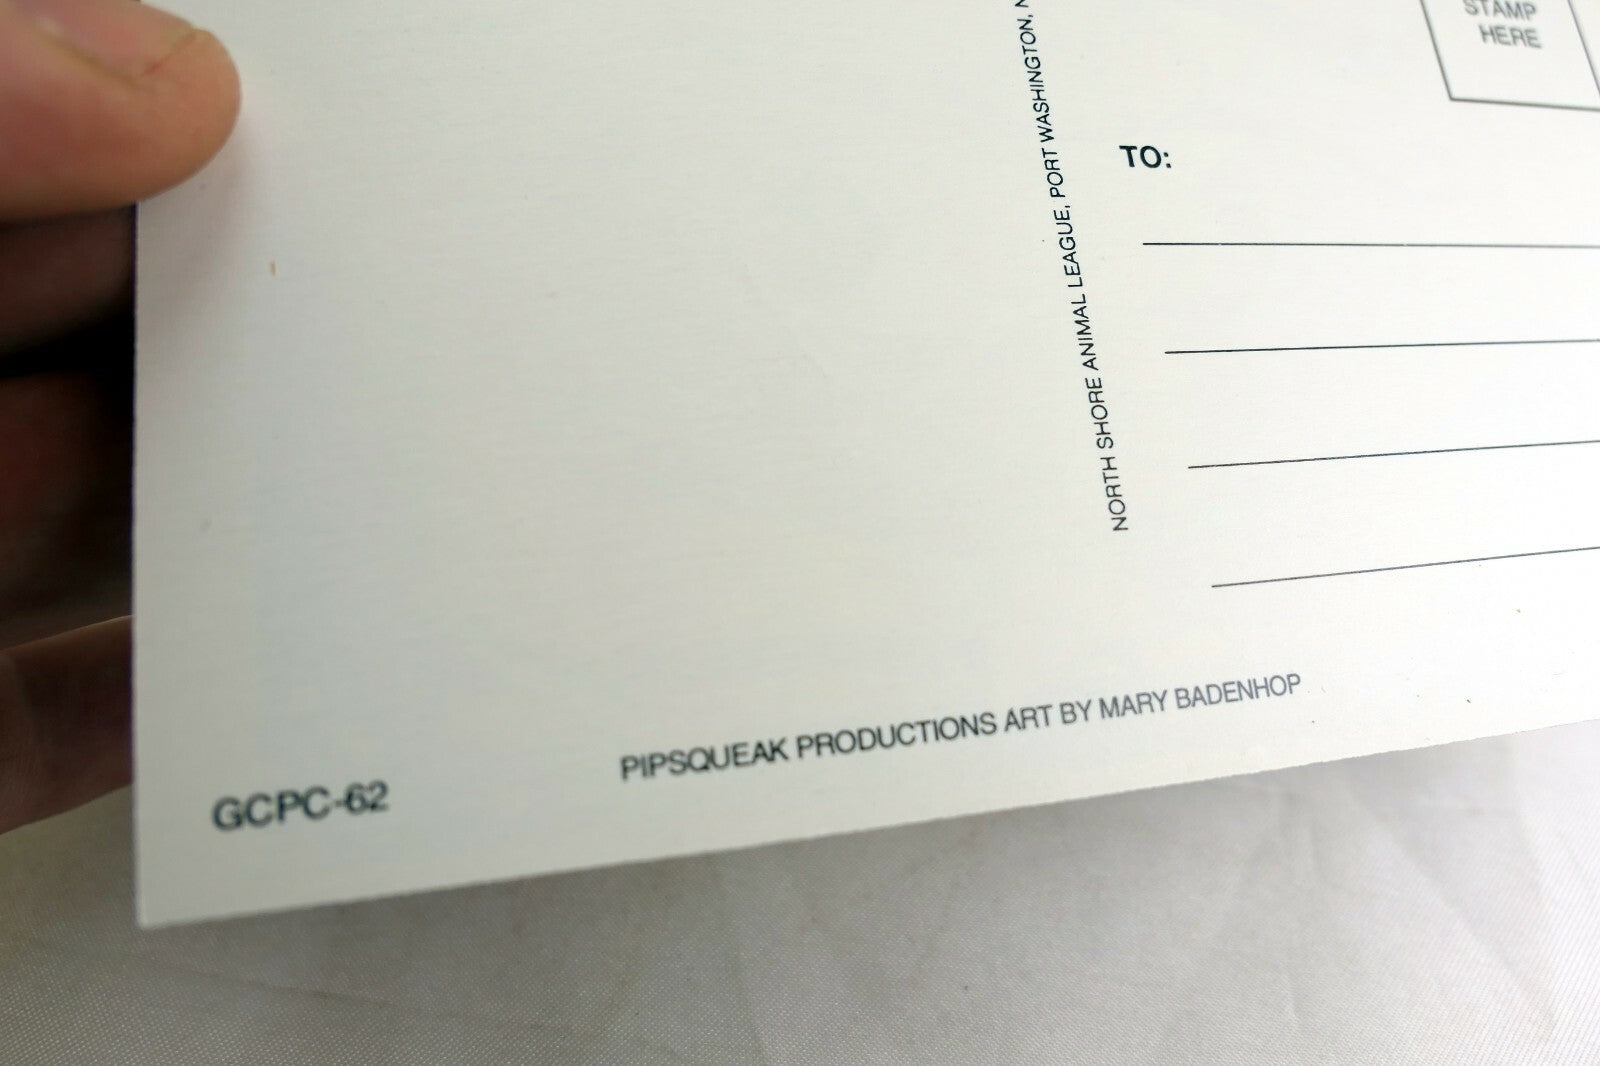 STAMP
HERE
TO:
NORTH SHORE ANIMAL LEAGUE, PORT WASHINGTON,
PIPSQUEAK PRODUCTIONS ART BY MARY BADENHOP
GCPC-62